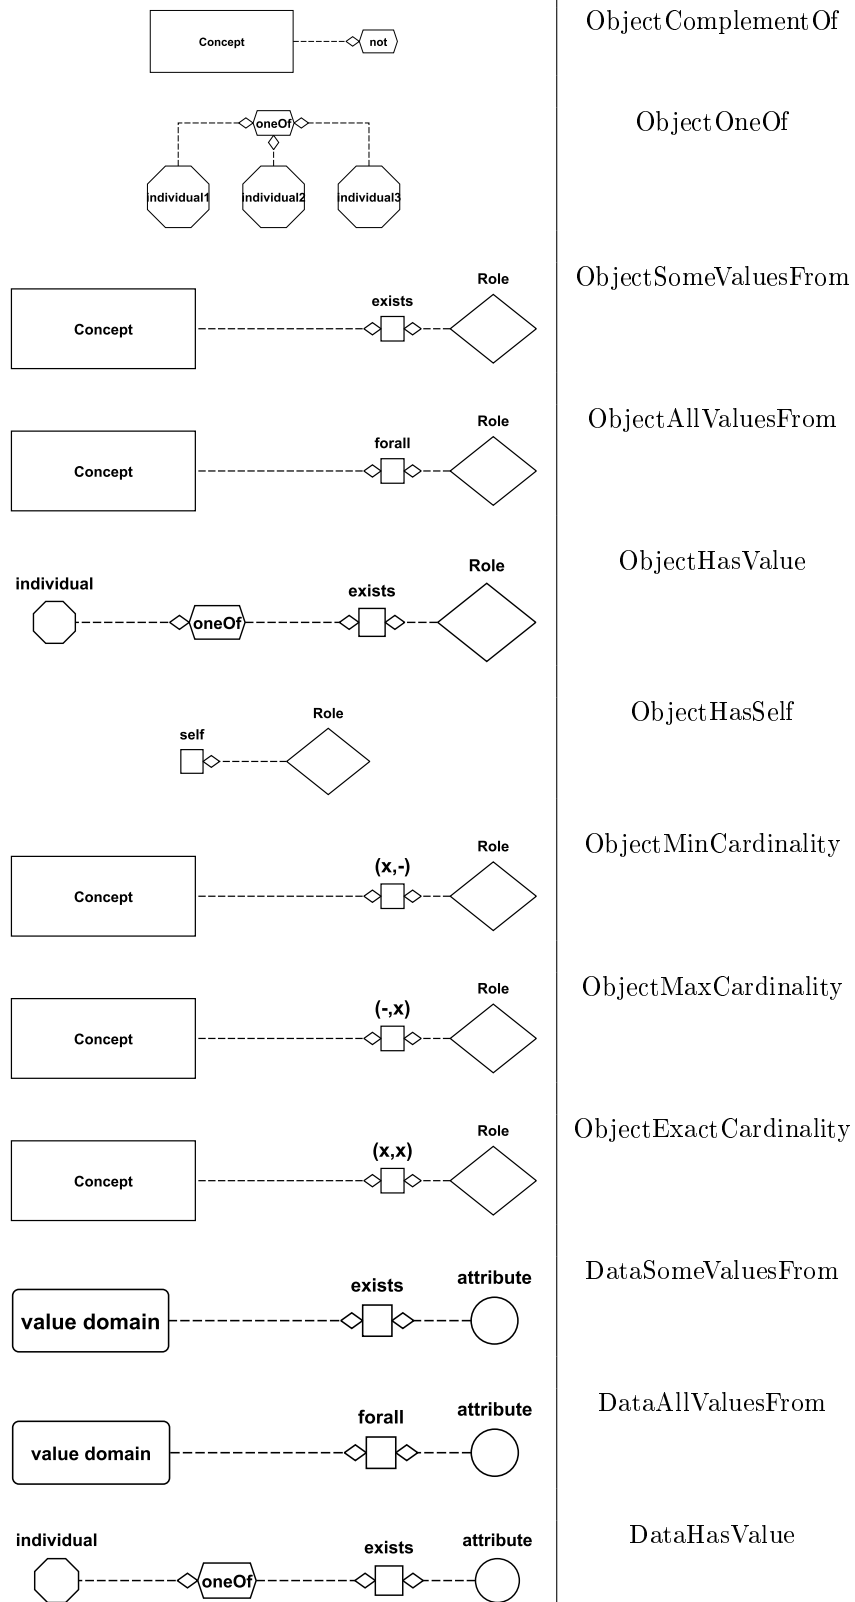 Concept
not
ObjectComplementOf
oneOf
individual1
individual2
individual3
ObjectOneOf
Role
exists
Concept
ObjectSomeValuesFrom
Role
forall
Concept
ObjectAllValuesFrom
individual
oneOf
exists
Role
ObjectHasValue
self
Role
ObjectHasSelf
Role
(x,-)
Concept
ObjectMinCardinality
Role
(-,x)
Concept
ObjectMaxCardinality
Role
(x,x)
Concept
ObjectExactCardinality
value domain
exists
attribute
DataSomeValuesFrom
value domain
forall
attribute
DataAllValuesFrom
individual
oneOf
exists
attribute
DataHasValue